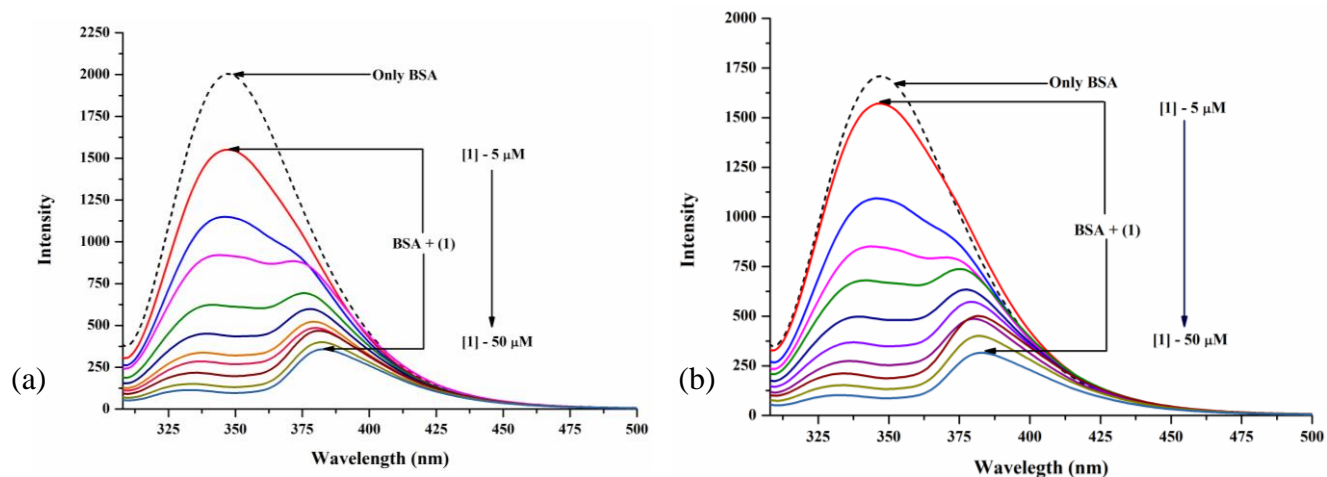 (a)
2250
2000
1750
1500
1250
1000
750
500
250
0
Intensity
Only BSA
[1] - 5 μM
BSA + (1)
[1] - 50 μM
325 350 375 400 425 450 475 500
Wavelength (nm)
(b)
2000
1750
1500
1250
1000
750
500
250
0
Intensity
Only BSA
[1] - 5 μM
BSA + (1)
[1] - 50 μM
325 350 375 400 425 450 475 500
Wavelegth (nm)